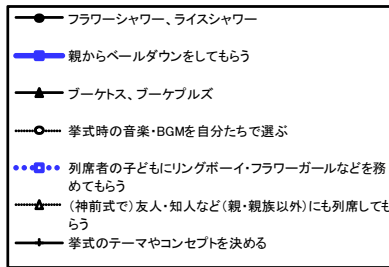 フラワーシャワー、ライスシャワー
親からベールダウンをしてもらう
ブーケトス、ブーケプルズ
挙式時の音楽・BGMを自分たちで選ぶ
列席者の子どもにリングボーイ・フラワーガールなどを務
めてもらう
(神前式で)友人・知人など(親・親族以外)にも列席しても
らう
挙式のテーマやコンセプトを決める